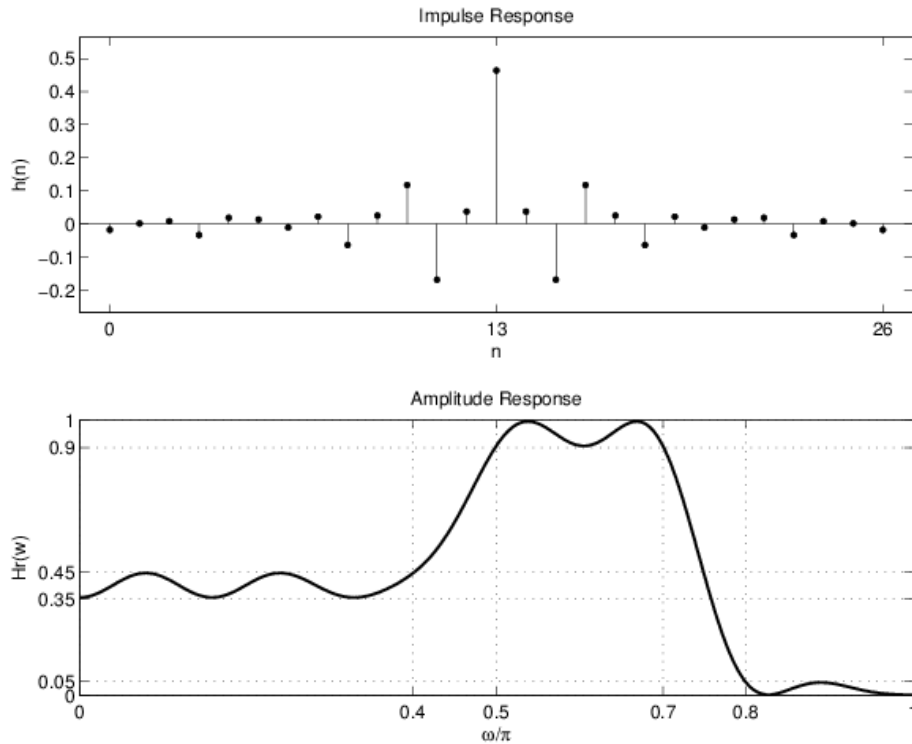 Impulse Response
0.5
0.4
0.3
0.2
0.1
0
−0.1
−0.2
h(n)
0 13 26
n
Amplitude Response
1
0.9
0.45
0.35
0.05
0
Hr(w)
0 0.4 0.5 0.7 0.8
ω/π